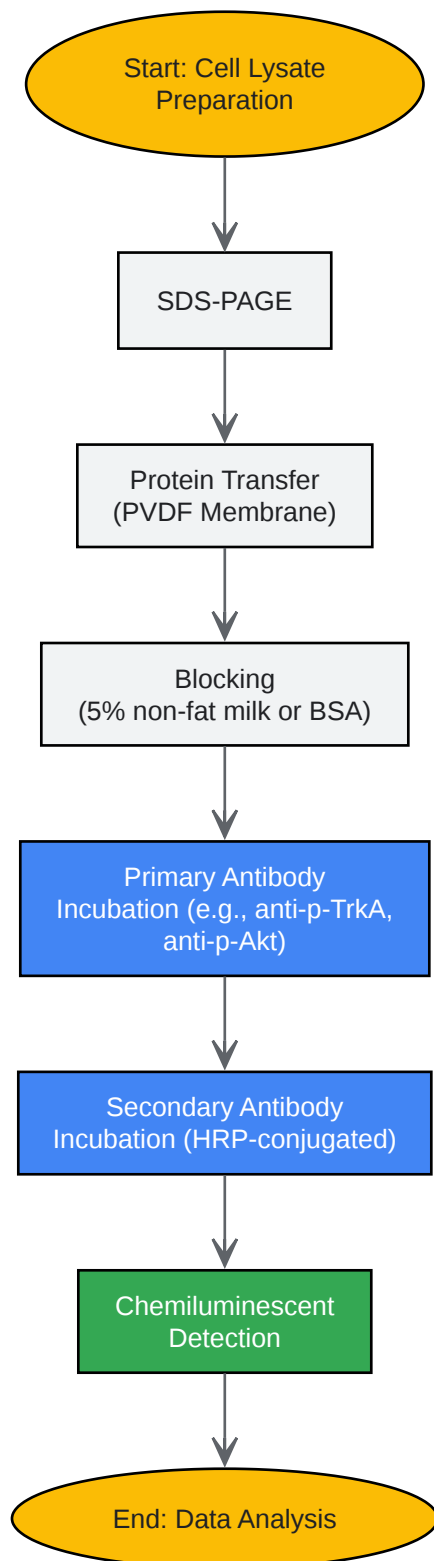 Start: Cell Lysate
Preparation
SDS-PAGE
Protein Transfer
(PVDF Membrane)
Blocking
(5% non-fat milk or BSA)
Primary Antibody
Incubation (e.g., anti-p-TrkA,
anti-p-Akt)
Secondary Antibody
Incubation (HRP-conjugated)
Chemiluminescent
Detection
End: Data Analysis